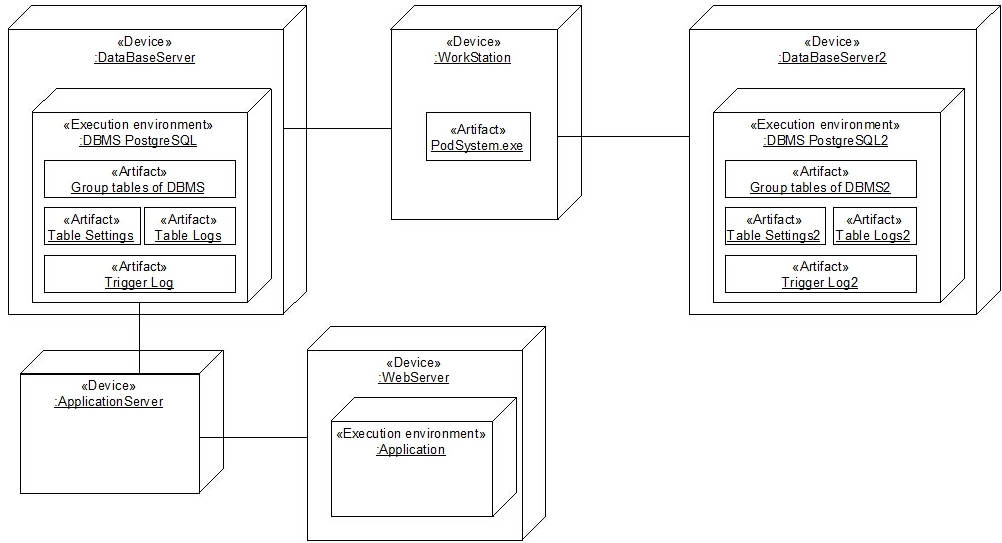 «Device»
:DataBaseServer
«Execution environment»
:DBMS PostgreSQL
«Artifact»
Group tables of DBMS
«Artifact»
Table Settings
«Artifact»
Table Logs
«Artifact»
Trigger Log
«Device»
:WorkStation
«Artifact»
PodSystem.exe
«Device»
:DataBaseServer2
«Execution environment»
:DBMS PostgreSQL2
«Artifact»
Group tables of DBMS2
«Artifact»
Table Settings2
«Artifact»
Table Logs2
«Artifact»
Trigger Log2
«Device»
:ApplicationServer
«Device»
:WebServer
«Execution environment»
:Application